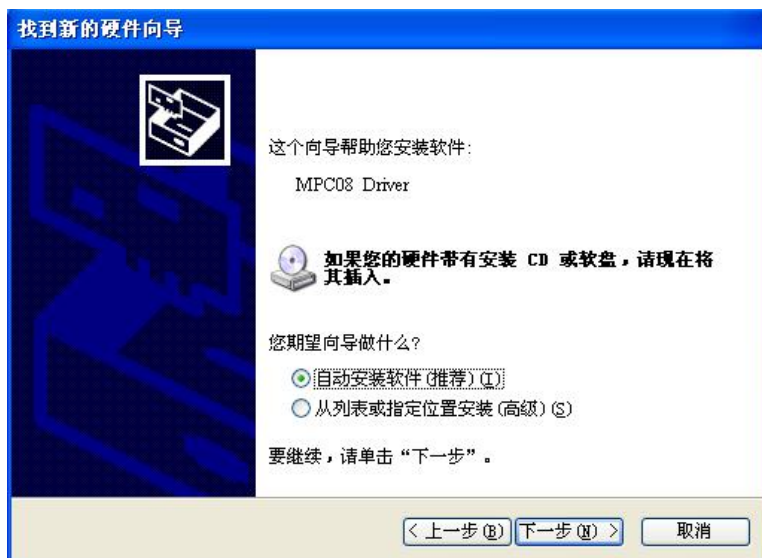 找到新的硬件向导
这个向导帮助您安装软件:
MPC08 Driver
如果您的硬件带有安装 CD 或软盘，请现在将
其插入。
您期望向导做什么?
自动安装软件(推荐)(I)
从列表或指定位置安装(高级)(S)
要继续，请单击“下一步”。
< 上一步(B) 下一步(N) > 取消